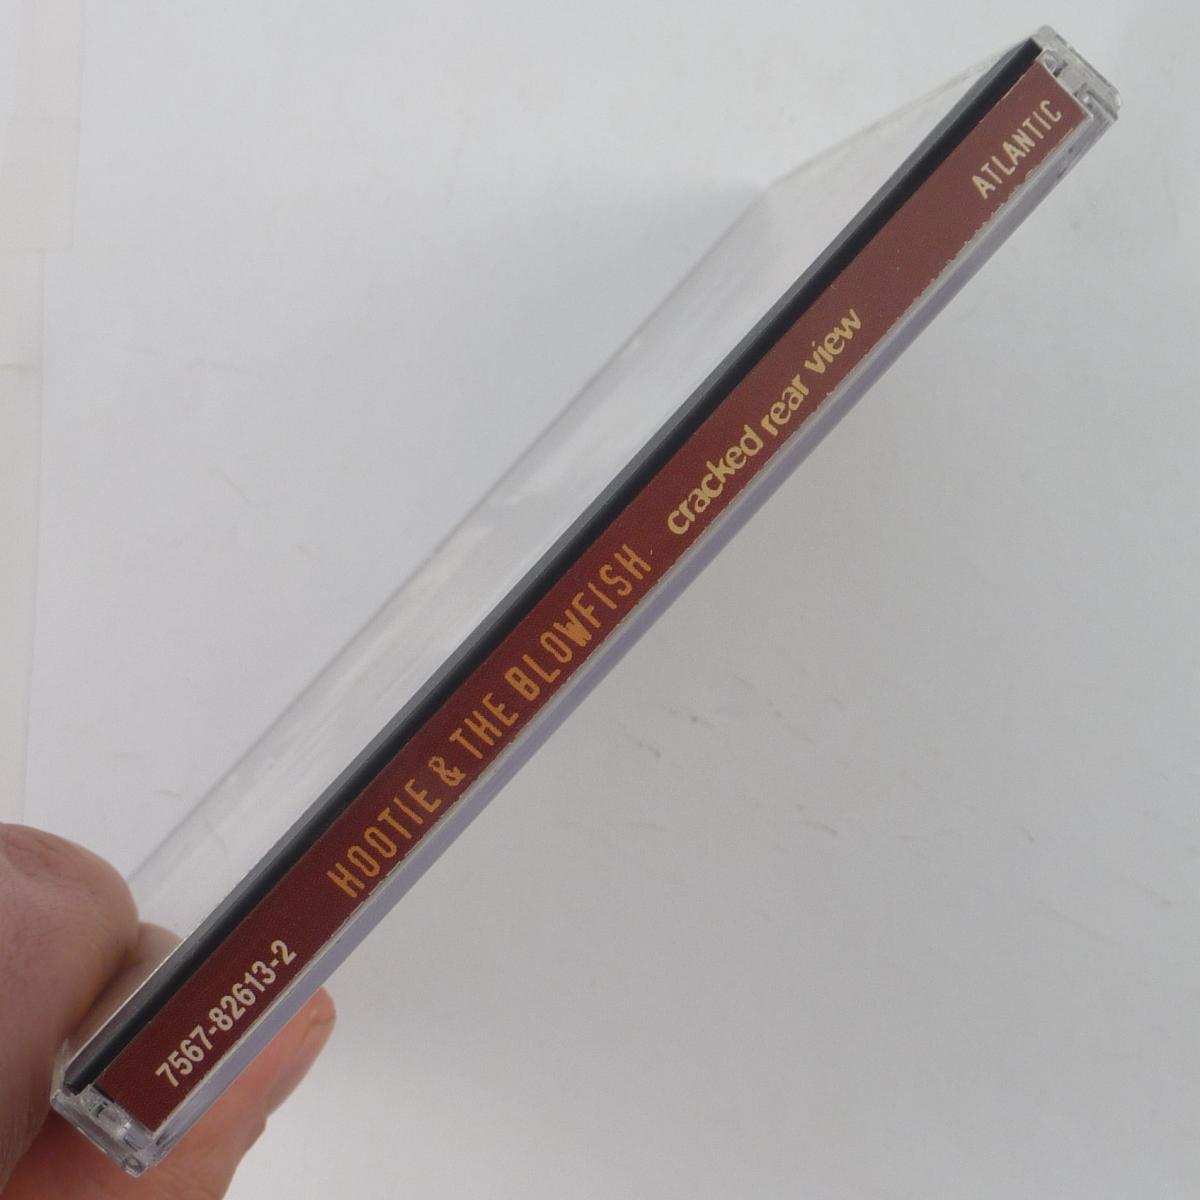 7567-82613-2 HOOTIE & THE BLOWFISH cracked rear view ATLANTIC